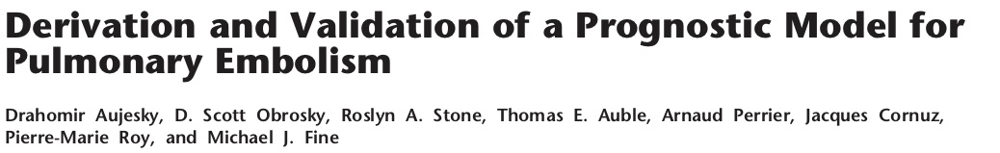 Derivation and Validation of a Prognostic Model for
Pulmonary Embolism
Drahomir Aujesky, D. Scott Obrosky, Roslyn A. Stone, Thomas E. Auble, Arnaud Perrier, Jacques Cornuz,
Pierre-Marie Roy, and Michael J. Fine